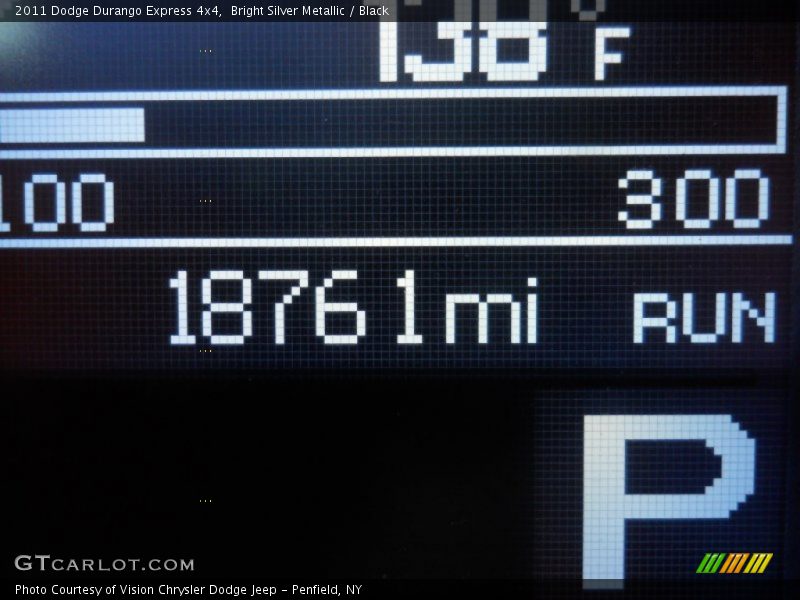 2011 Dodge Durango Express 4x4,  Bright Silver Metallic / Black
138 °F
100 300
18761mi RUN
P
GTCARLOT.COM
Photo Courtesy of Vision Chrysler Dodge Jeep - Penfield, NY